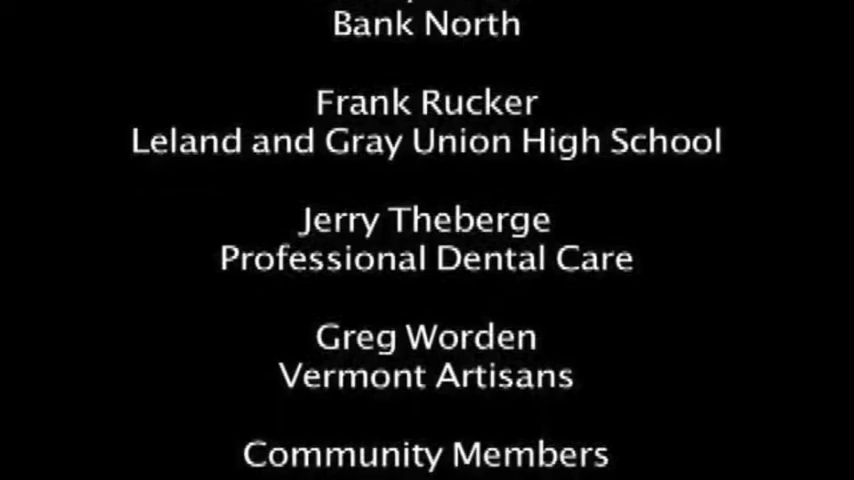 Bank North
Frank Rucker
Leland and Gray Union High School
Jerry Theberge
Professional Dental Care
Greg Worden
Vermont Artisans
Community Members